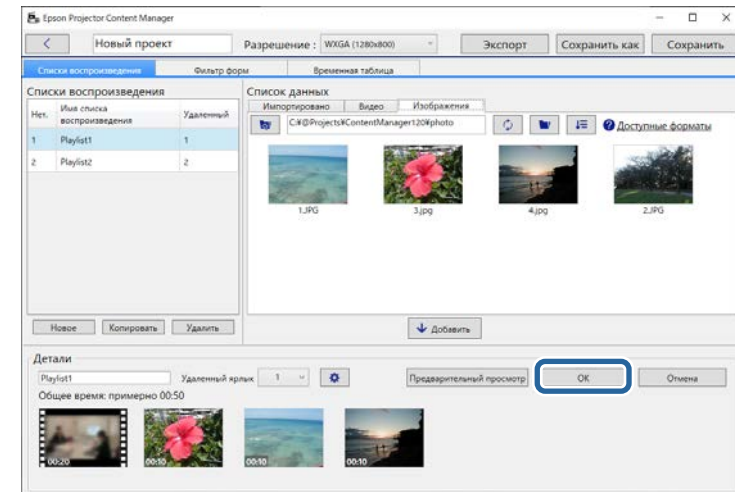 Epson Projector Content Manager
Новый проект Разрешение : WXGA (1280x800) Экспорт Сохранить как Сохранить
Списки воспроизведения Фильтр формы Временная таблица
Списки воспроизведения
Нет. Имя списка воспроизведения Удаленный
1 Playlist1 1
2 Playlist2 2
Новое Копировать Удалить
Список данных
Импортировано Видео Изображения
C:¥@Projects¥ContentManager120¥photo Доступные форматы
1.JPG 3.jpg 4.jpg 2.JPG
Добавить
Детали
Playlist1 Удаленный ярлык 1 Предварительный просмотр OK Отмена
Общее время: примерно 00:50
00:20 00:10 00:10 00:10